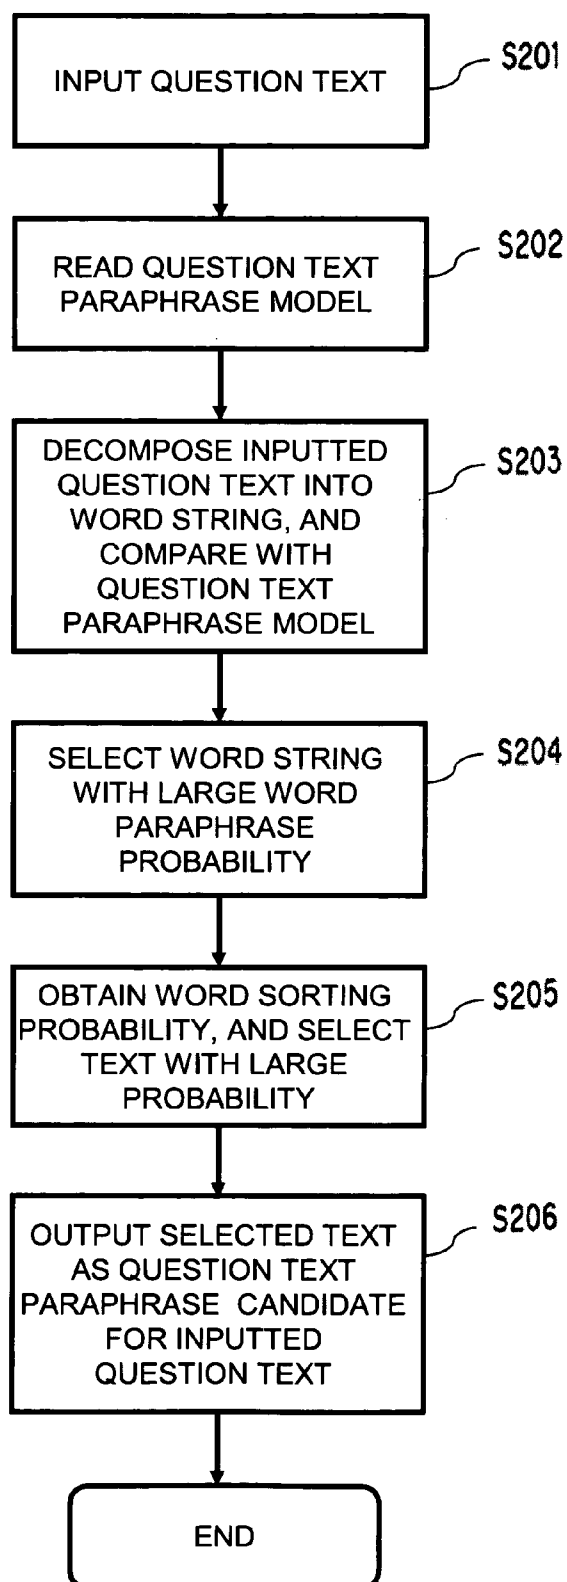 INPUT QUESTION TEXT
S201
READ QUESTION TEXT
PARAPHRASE MODEL
S202
DECOMPOSE INPUTTED
QUESTION TEXT INTO
WORD STRING, AND
COMPARE WITH
QUESTION TEXT
PARAPHRASE MODEL
S203
SELECT WORD STRING
WITH LARGE WORD
PARAPHRASE
PROBABILITY
S204
OBTAIN WORD SORTING
PROBABILITY, AND SELECT
TEXT WITH LARGE
PROBABILITY
S205
OUTPUT SELECTED TEXT
AS QUESTION TEXT
PARAPHRASE CANDIDATE
FOR INPUTTED
QUESTION TEXT
S206
END